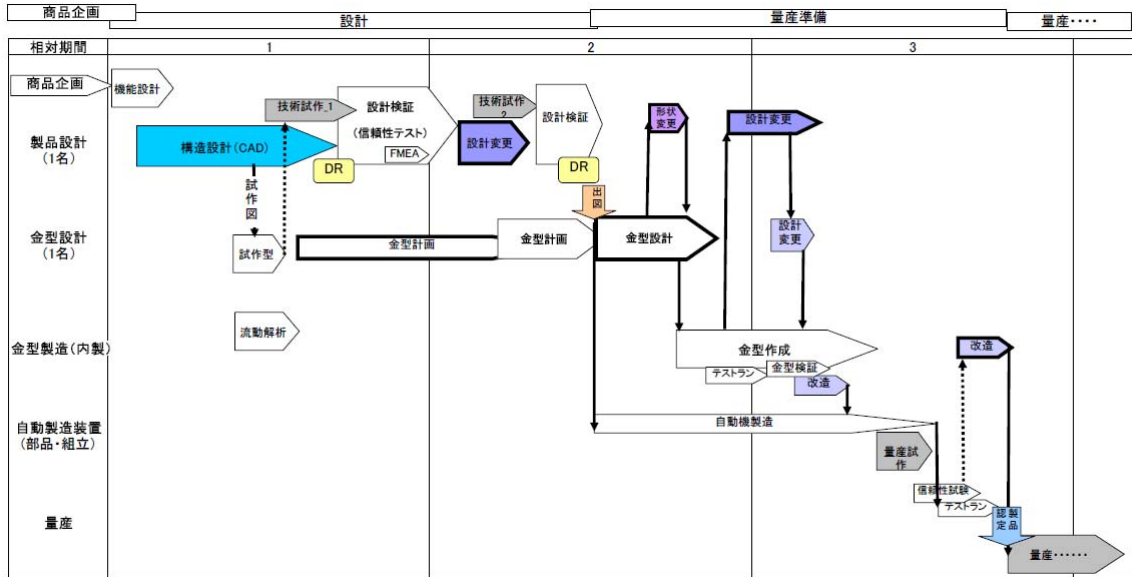 商品企画
設計
量産準備
量産・・・・
相対期間
1
2
3
商品企画
機能設計
製品設計
(1名)
技術試作_1
設計検証
(信頼性テスト)
FMEA
構造設計(CAD)
DR
技術試作_
2
設計変更
設計検証
DR
形状
変更
設計変更
試
作
図
出
図
金型設計
(1名)
試作型
金型計画
金型計画
金型設計
設計
変更
流動解析
金型製造(内製)
金型作成
テストラン
金型検証
改造
改造
自動製造装置
(部品・組立)
自動機製造
量産試
作
信頼性試験
テストラン
量産
製品
認定
量産・・・・・・